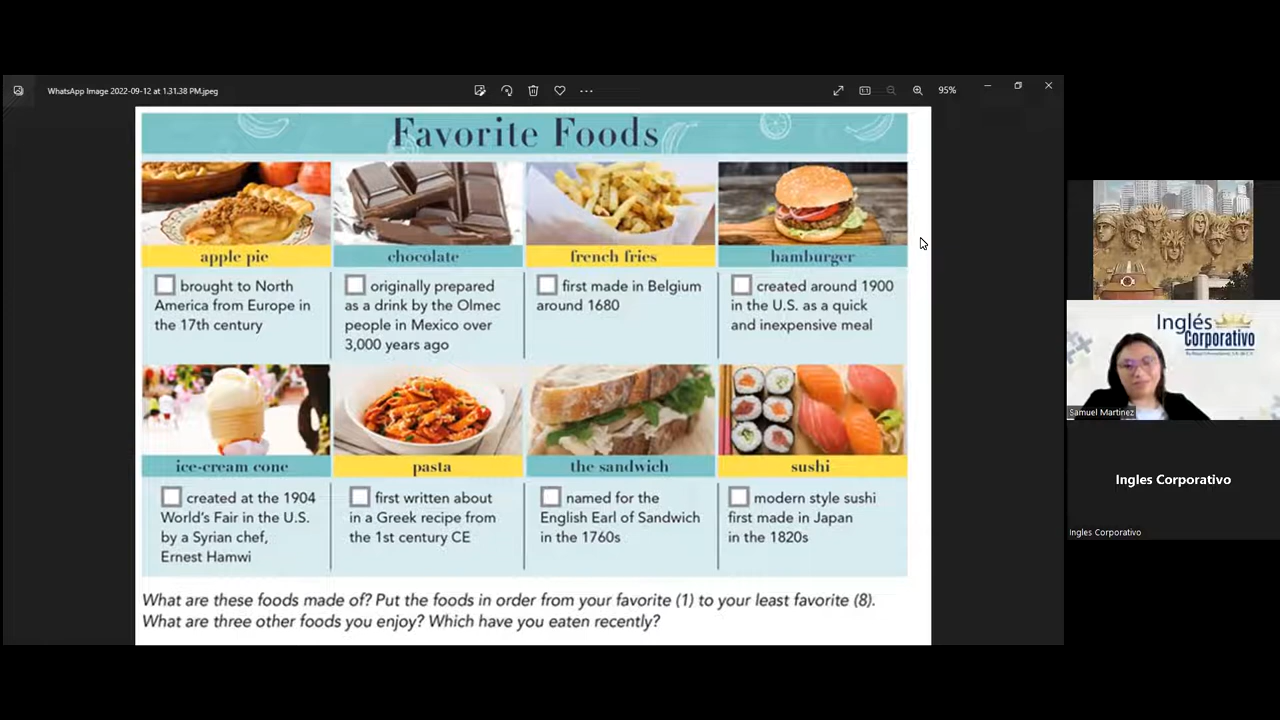 WhatsApp Image 2022-09-12 at 1.31.38 PM.jpeg
95%
Favorite Foods
apple pie
brought to North
America from Europe in
the 17th century
chocolate
originally prepared
as a drink by the Olmec
people in Mexico over
3,000 years ago
french fries
first made in Belgium
around 1680
hamburger
created around 1900
in the U.S. as a quick
and inexpensive meal
ice-cream cone
created at the 1904
World's Fair in the U.S.
by a Syrian chef,
Ernest Hamwi
pasta
first written about
in a Greek recipe from
the 1st century CE
the sandwich
named for the
English Earl of Sandwich
in the 1760s
sushi
modern style sushi
first made in Japan
in the 1820s
What are these foods made of? Put the foods in order from your favorite (1) to your least favorite (8).
What are three other foods you enjoy? Which have you eaten recently?
Inglés
Corporativo
Samuel Martinez
Ingles Corporativo
Ingles Corporativo